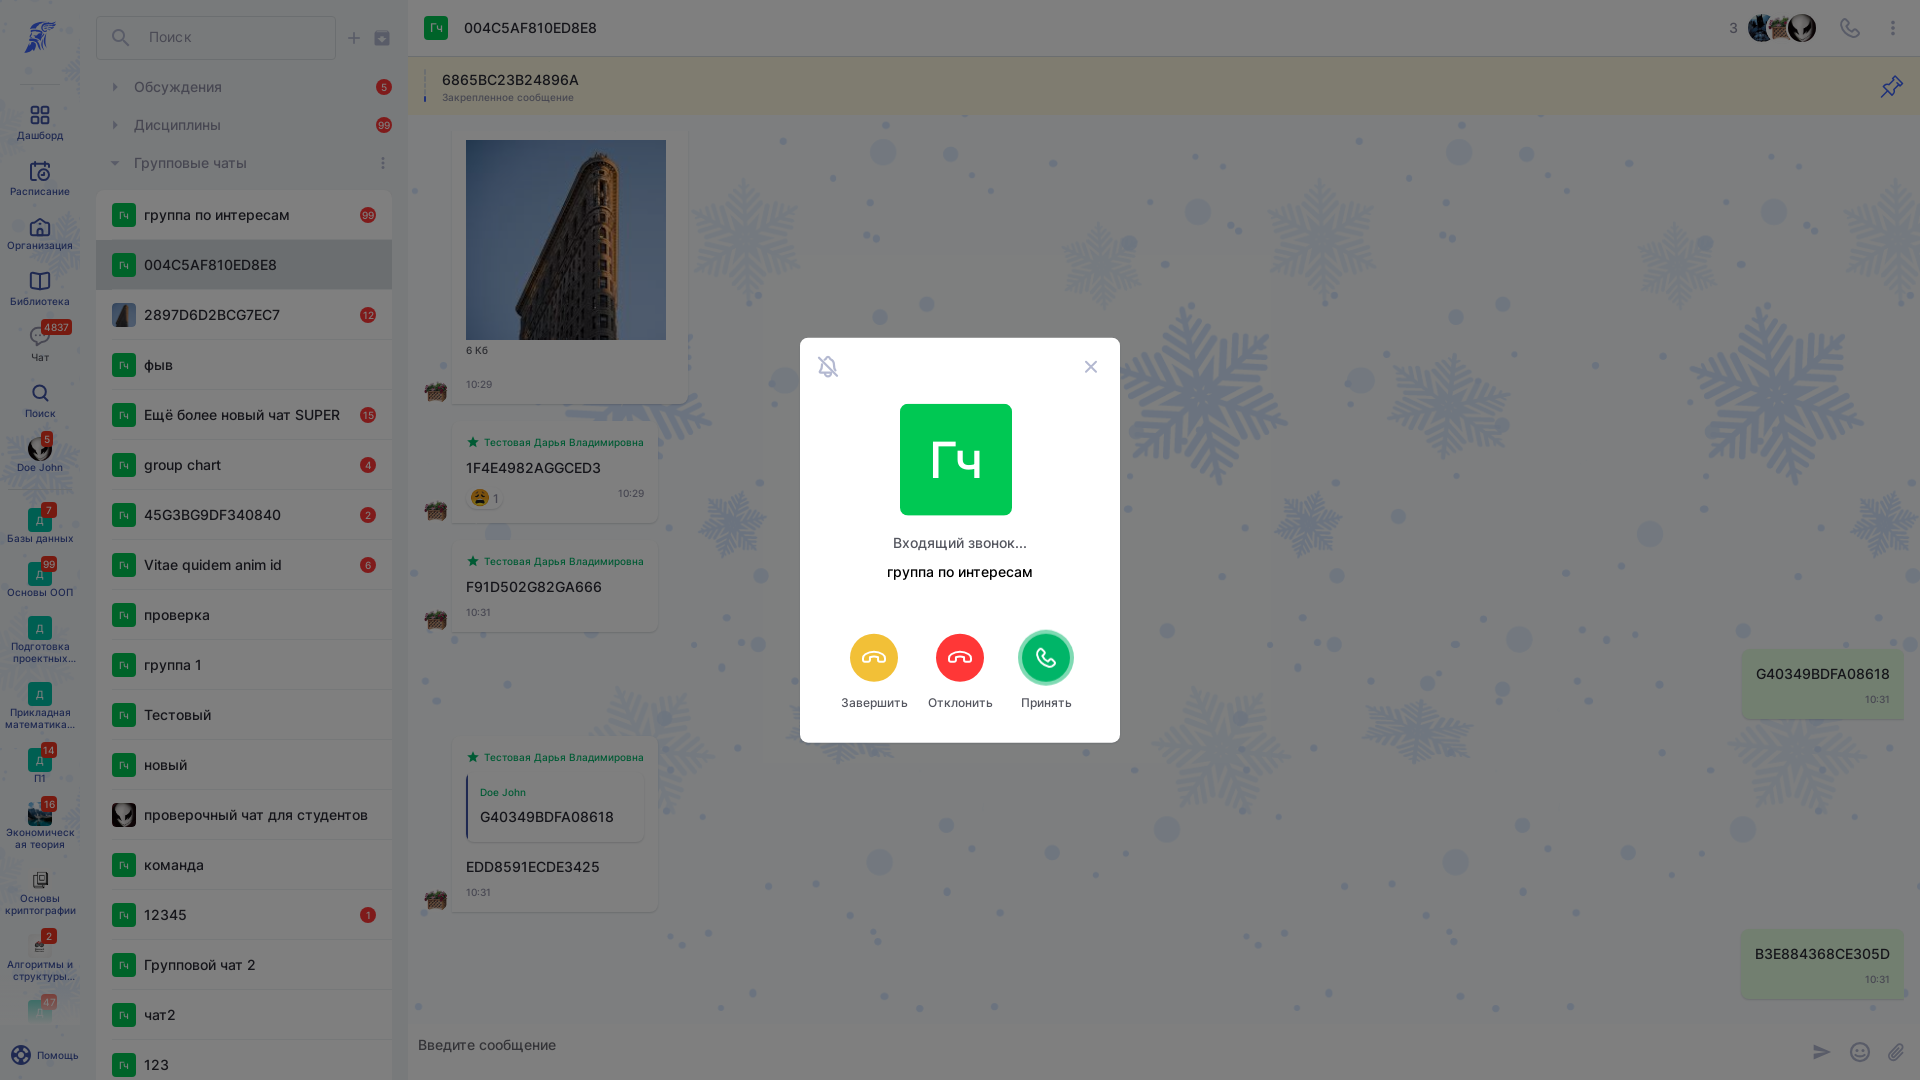 Дашборд
Расписание
Организация
Библиотека
4837
Чат
Поиск
5
Doe John
7
Д
Базы данных
99
Д
Основы ООП
Д
Подготовка
проектных...
Д
Прикладная
математика...
14
Д
П1
16
Экономическ
ая теория
Основы
криптографии
2
Алгоритмы и
структуры...
47
Д
Помощь
Поиск
Обсуждения
5
Дисциплины
99
Групповые чаты
Гч группа по интересам 99
Гч 004C5AF810ED8E8
2897D6D2BCG7EC7 12
Гч фыв
Гч Ещё более новый чат SUPER 15
Гч group chart 4
Гч 45G3BG9DF340840 2
Гч Vitae quidem anim id 6
Гч проверка
Гч группа 1
Гч Тестовый
Гч новый
проверочный чат для студентов
Гч команда
Гч 12345 1
Гч Групповой чат 2
Гч чат2
Гч 123
Гч 004C5AF810ED8E8
3
6865BC23B24896A
Закрепленное сообщение
6 Кб
10:29
Тестовая Дарья Владимировна
1F4E4982AGGCED3
1
10:29
Тестовая Дарья Владимировна
F91D502G82GA666
10:31
G40349BDFA08618
10:31
Тестовая Дарья Владимировна
Doe John
G40349BDFA08618
EDD8591ECDE3425
10:31
B3E884368CE305D
10:31
Введите сообщение
Гч
Входящий звонок...
группа по интересам
Завершить
Отклонить
Принять